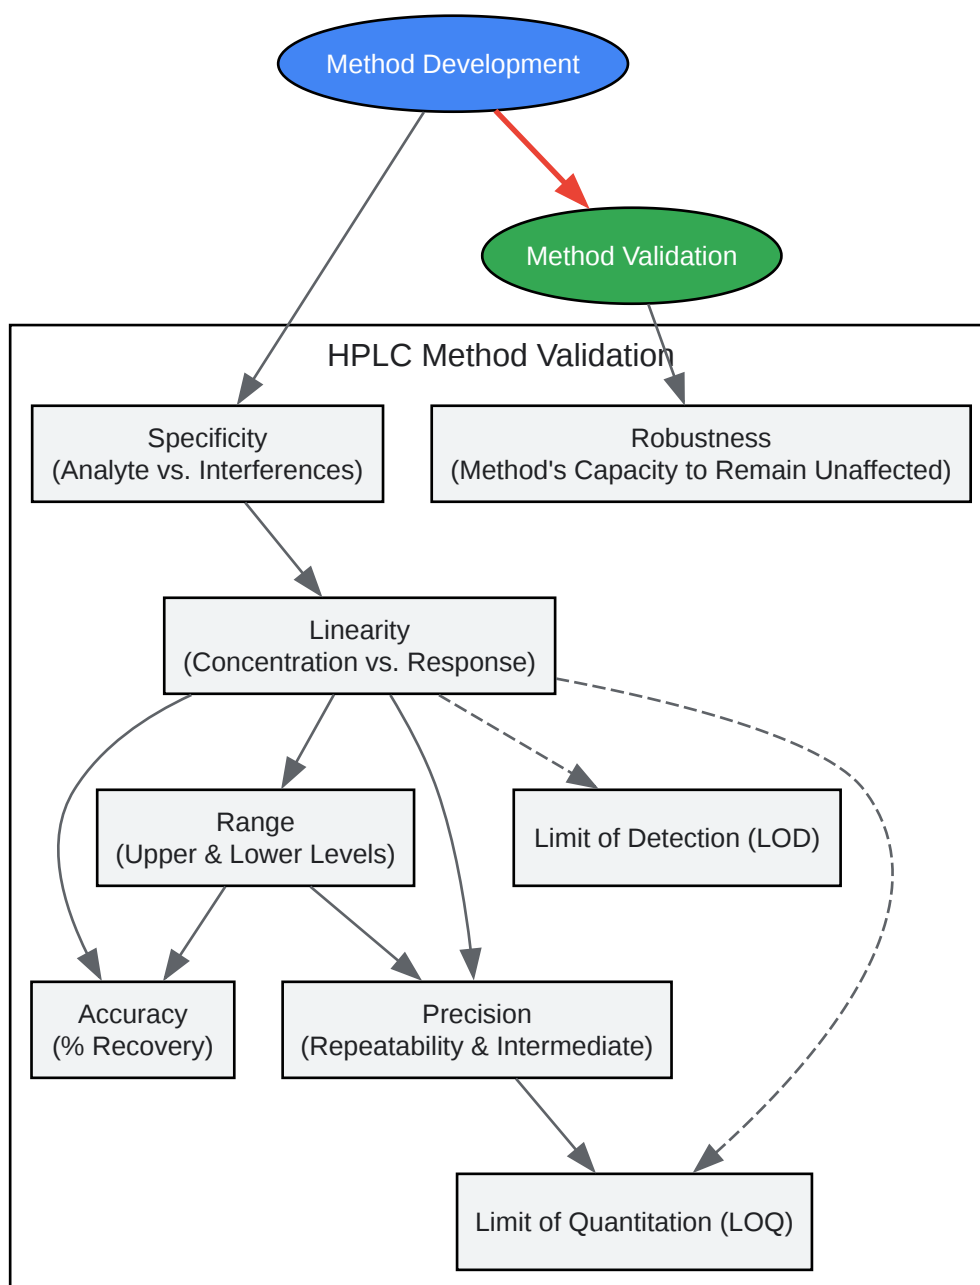 Method Development
Method Validation
HPLC Method Validation
Specificity
(Analyte vs. Interferences)
Robustness
(Method's Capacity to Remain Unaffected)
Linearity
(Concentration vs. Response)
Range
(Upper & Lower Levels)
Limit of Detection (LOD)
Accuracy
(% Recovery)
Precision
(Repeatability & Intermediate)
Limit of Quantitation (LOQ)